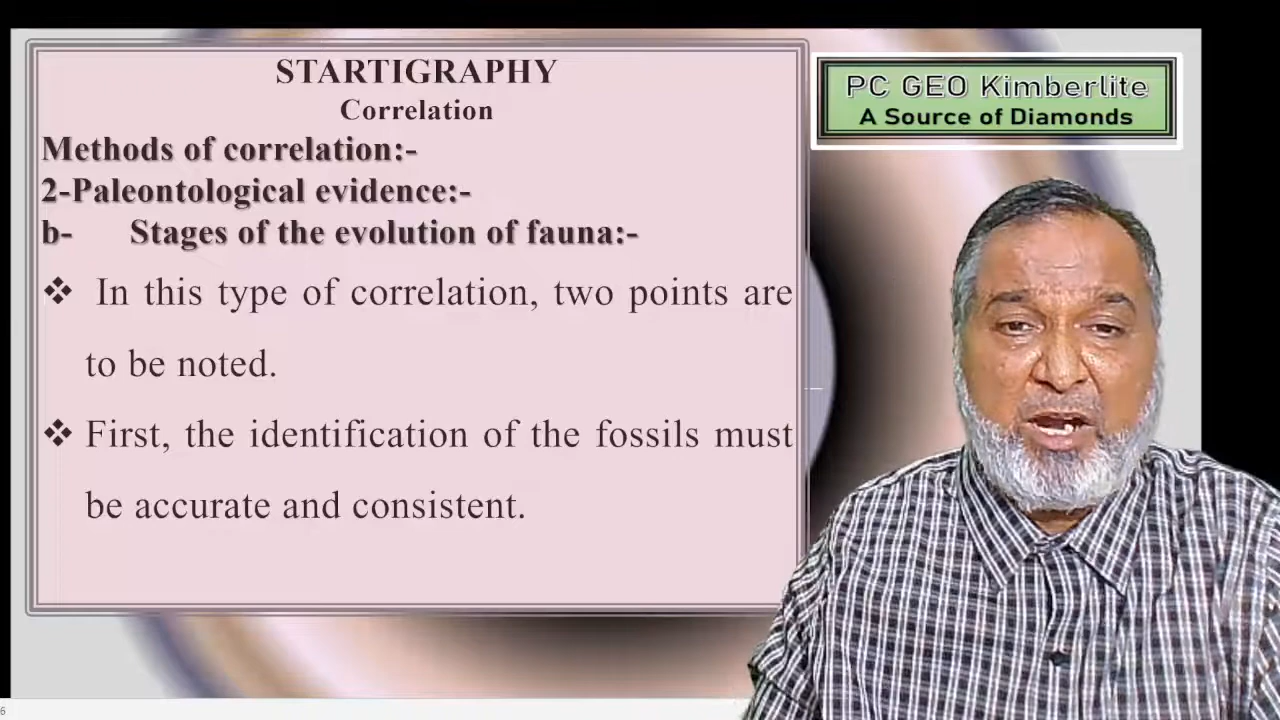 STARTIGRAPHY
Correlation
Methods of correlation:-
2-Paleontological evidence:-
b- Stages of the evolution of fauna:-
❖ In this type of correlation, two points are
to be noted.
❖ First, the identification of the fossils must
be accurate and consistent.
PC GEO Kimberlite
A Source of Diamonds
6